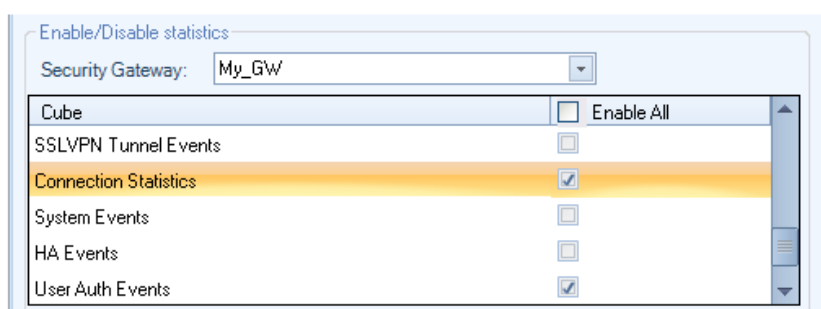 Enable/Disable statistics
Security Gateway: My_GW
Cube Enable All
SSLVPN Tunnel Events
Connection Statistics
System Events
HA Events
User Auth Events